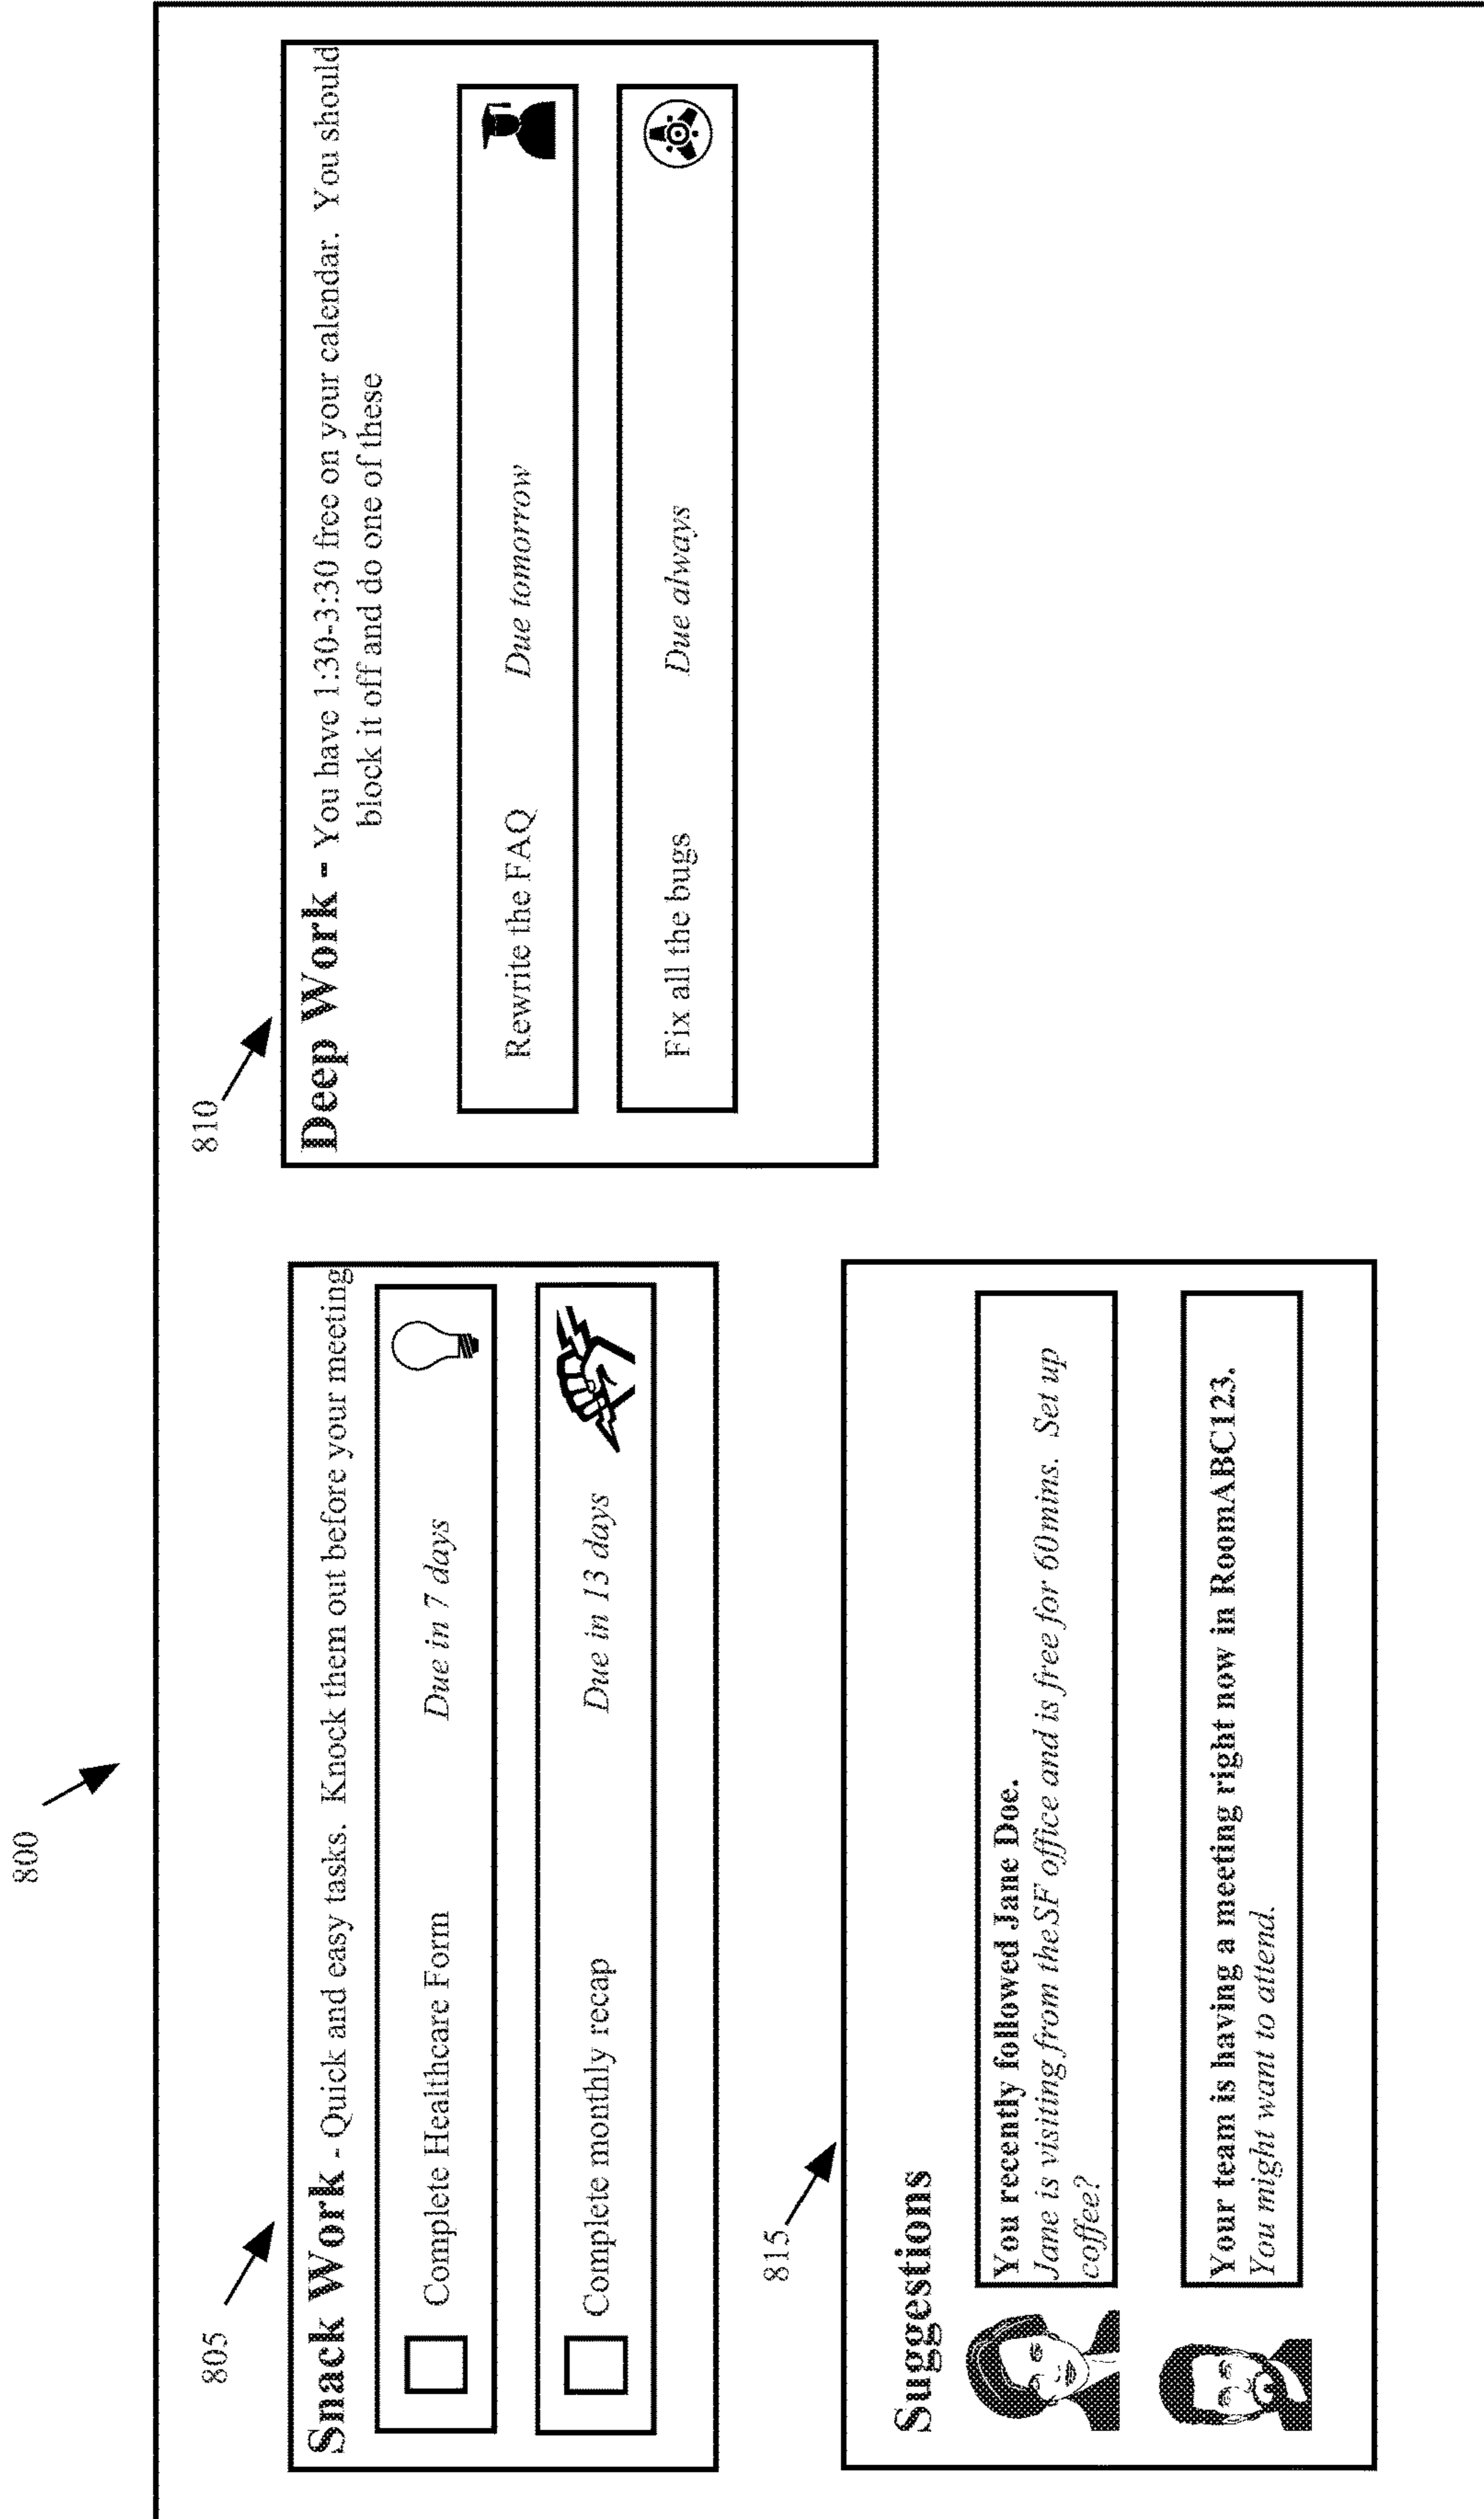 800
805
Snack Work - Quick and easy tasks. Knock them out before your meeting
Complete Healthcare Form
Due in 7 days
Complete monthly recap
Due in 13 days
810
Deep Work - You have 1:30-3:30 free on your calendar. You should
block it off and do one of these
Rewrite the FAQ
Due tomorrow
Fix all the bugs
Due always
815
Suggestions
You recently followed Jane Doe.
Jane is visiting from theSF office and is free for 60mins. Set up
coffee?
Your team is having a meeting right now in RoomABC123.
You might want to attend.